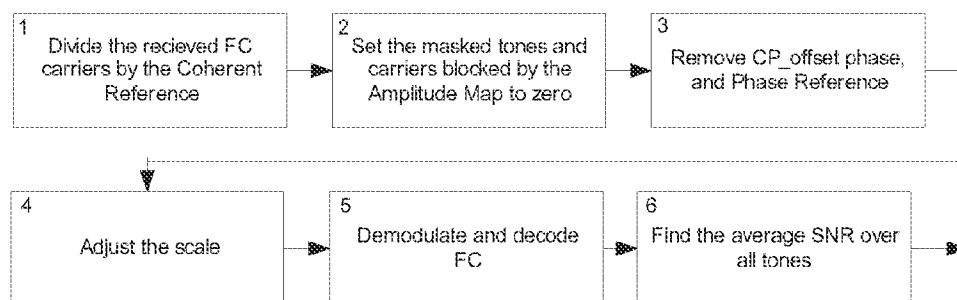 1
Divide the recieved FC
carriers by the Coherent
Reference
2
Set the masked tones and
carriers blocked by the
Amplitude Map to zero
3
Remove CP_offset phase,
and Phase Reference
4
Adjust the scale
5
Demodulate and decode
FC
6
Find the average SNR over
all tones